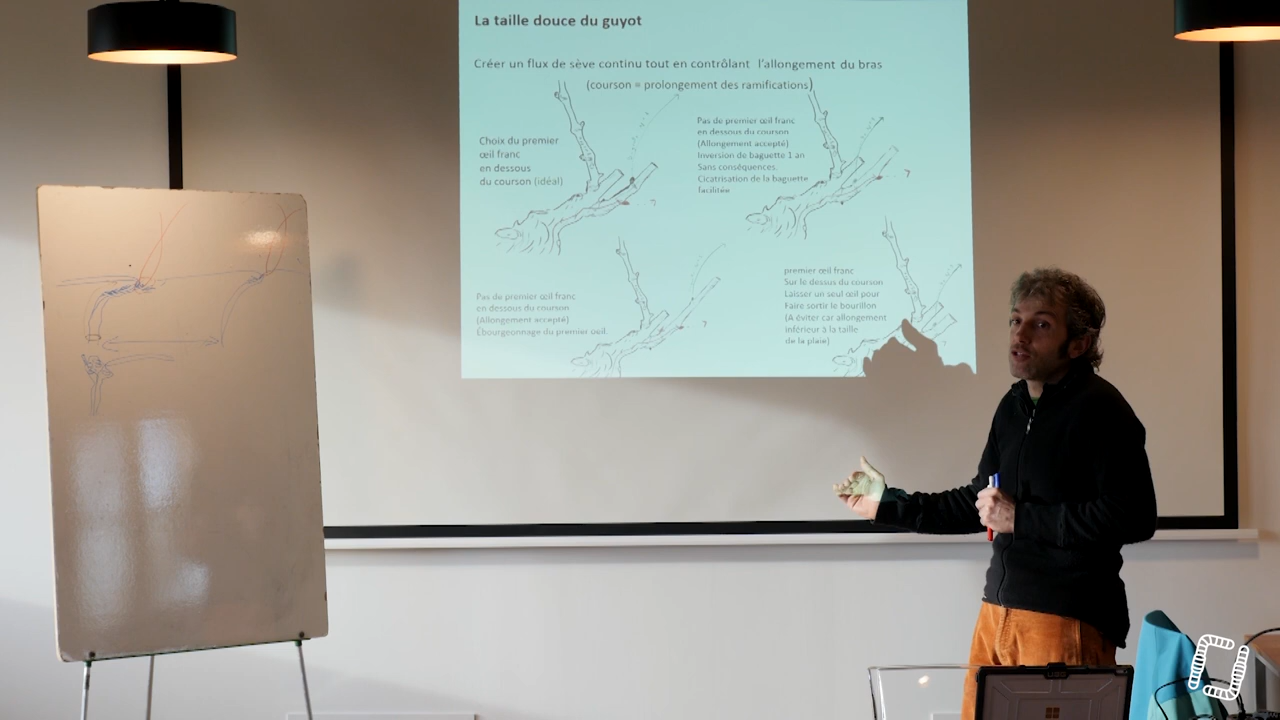 La taille douce du guyot
Créer un flux de sève continu tout en contrôlant l'allongement du bras
(courson = prolongement des ramifications)
Choix du premier
œil franc
en dessous
du courson (idéal)
Pas de premier œil franc
en dessous du courson
(Allongement accepté)
Inversion de baguette 1 an
Sans conséquences.
Cicatrisation de la baguette
facilitée
Pas de premier œil franc
en dessous du courson
(Allongement accepté)
Ébourgeonnage du premier oeil.
premier œil franc
Sur le dessus du courson
Laisser un seul œil pour
Faire sortir le bourillon
(A éviter car allongement
Inférieur à la taille
de la plaie)